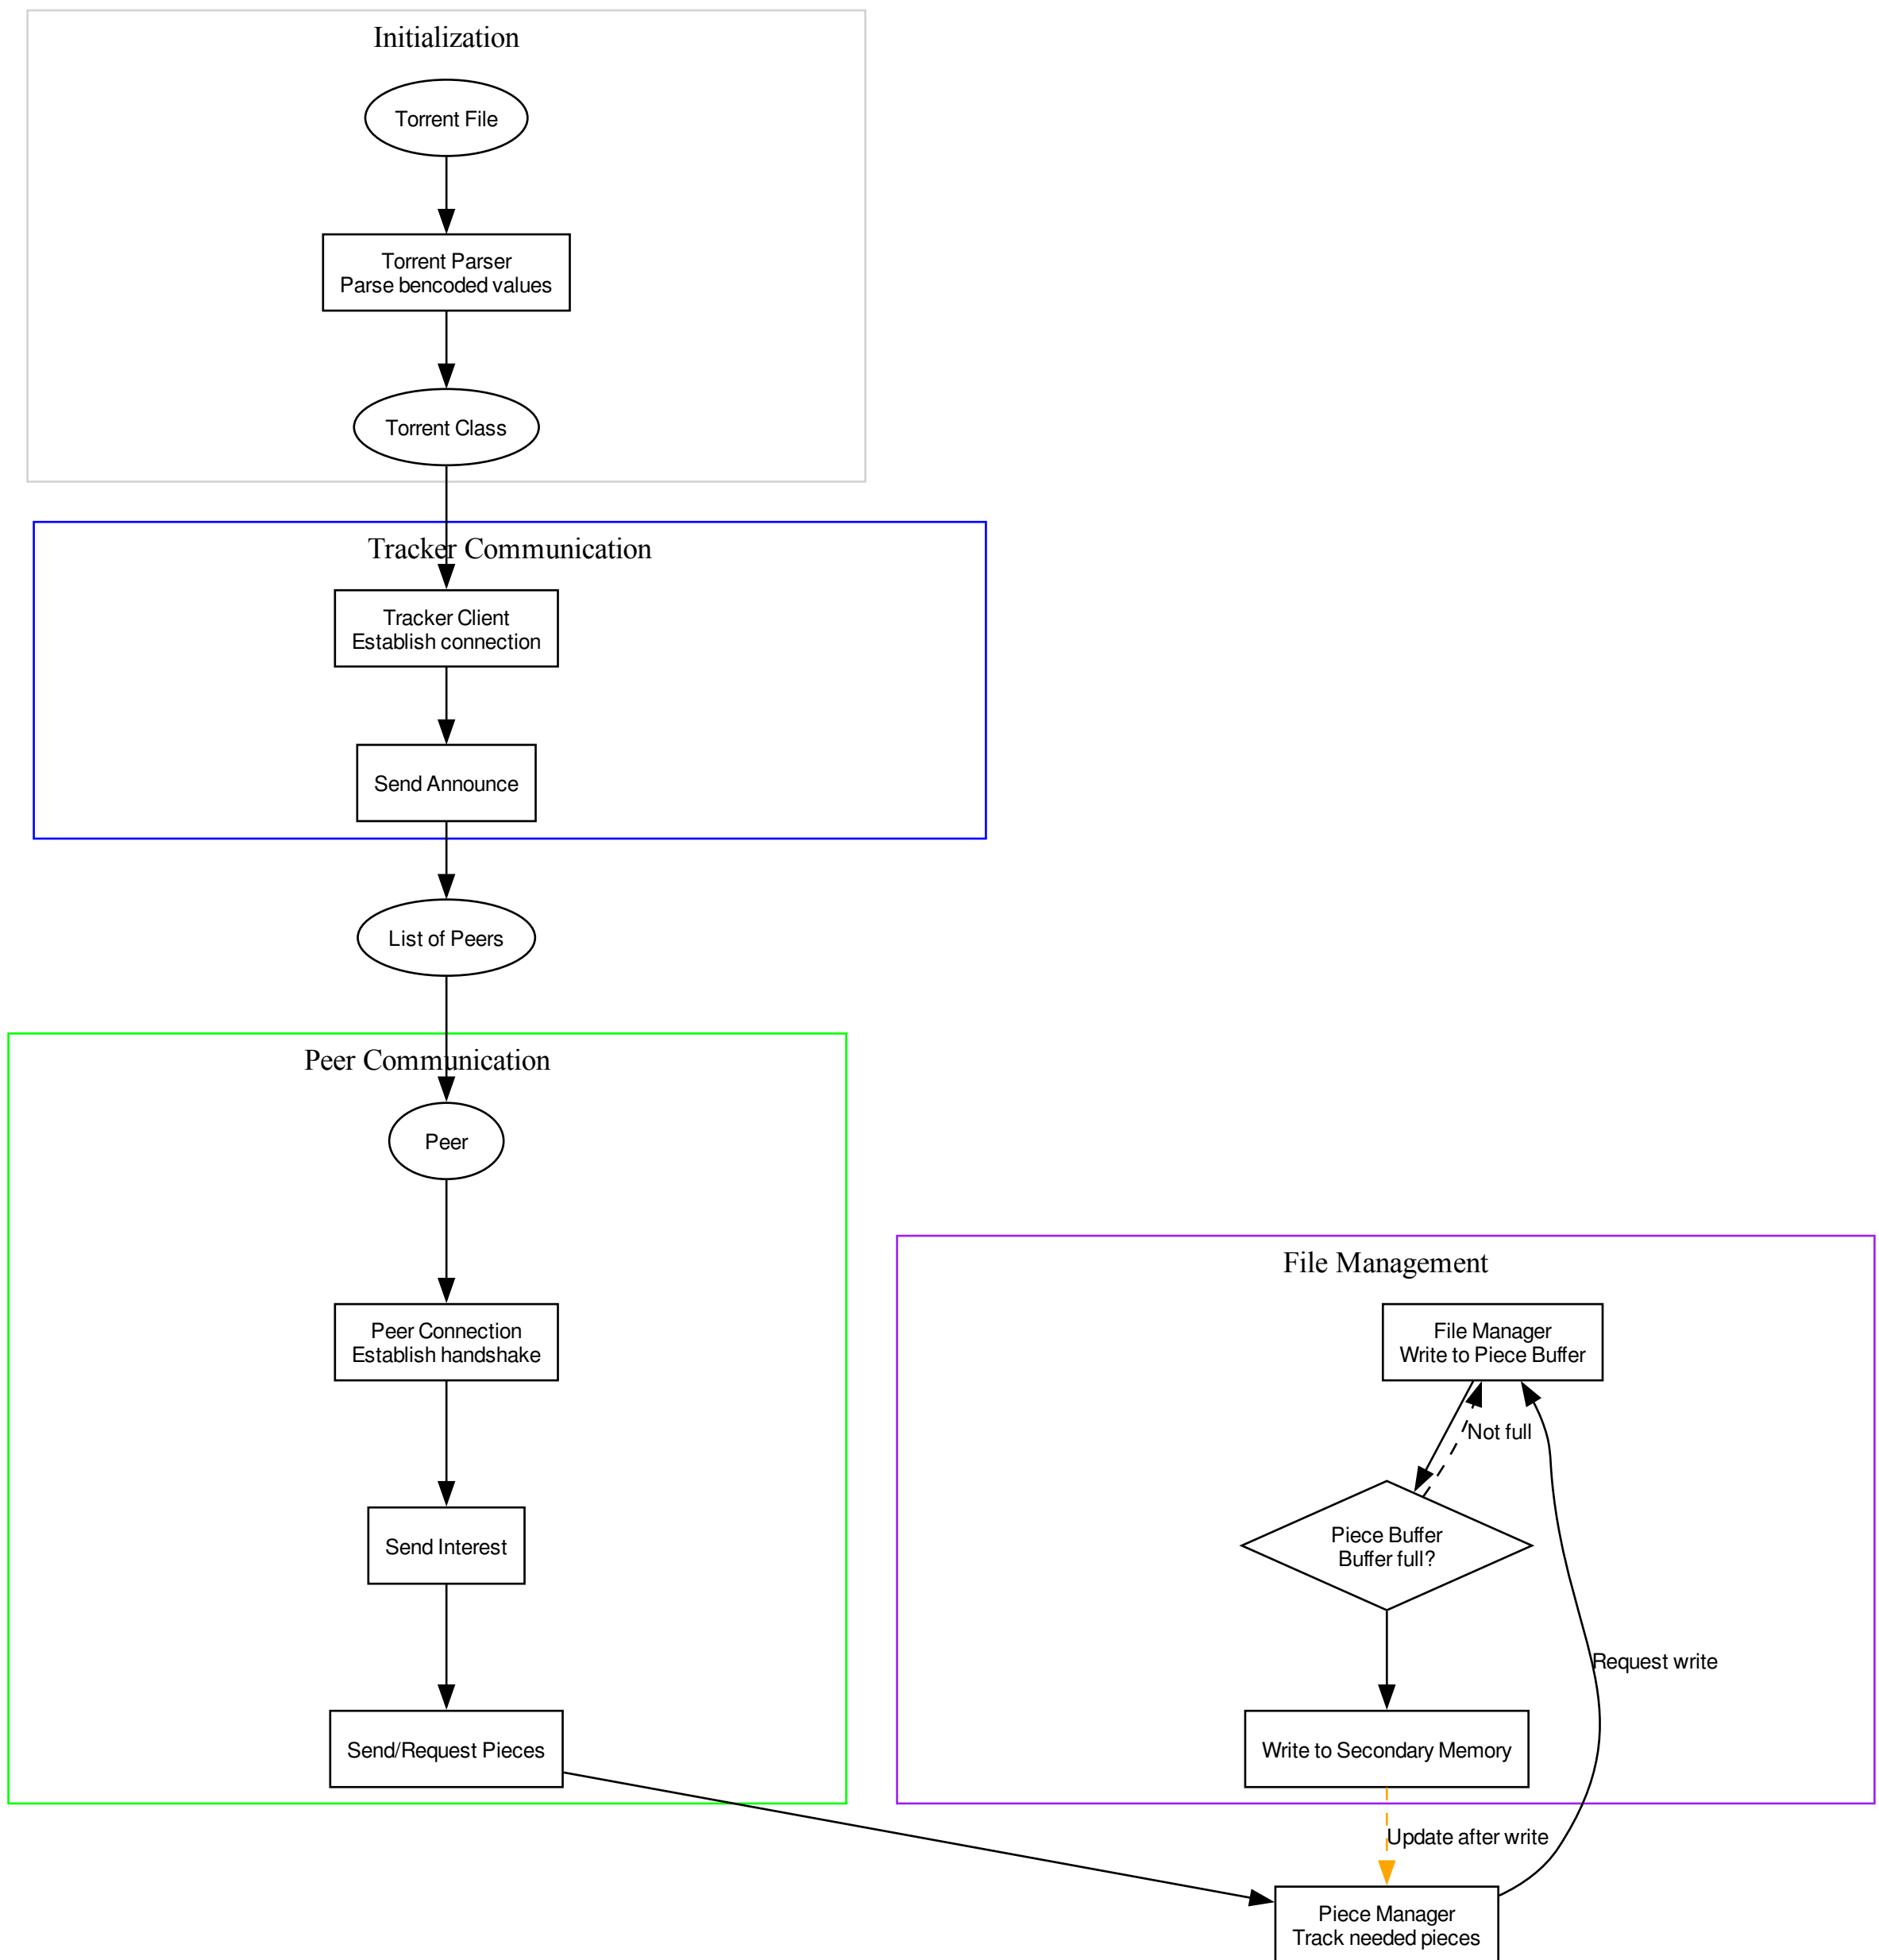 Initialization
Torrent File
Torrent Parser
Parse bencoded values
Torrent Class
Tracker Communication
Tracker Client
Establish connection
Send Announce
List of Peers
Peer Communication
Peer
Peer Connection
Establish handshake
Send Interest
Send/Request Pieces
File Management
File Manager
Write to Piece Buffer
Not full
Piece Buffer
Buffer full?
Request write
Write to Secondary Memory
Update after write
Piece Manager
Track needed pieces